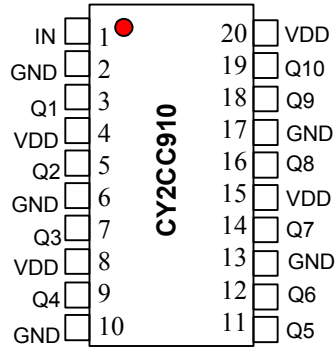 IN 1 20 VDD
GND 2 19 Q10
Q1 3 18 Q9
VDD 4 17 GND
Q2 5 16 Q8
GND 6 15 VDD
Q3 7 14 Q7
VDD 8 13 GND
Q4 9 12 Q6
GND 10 11 Q5
CY2CC910